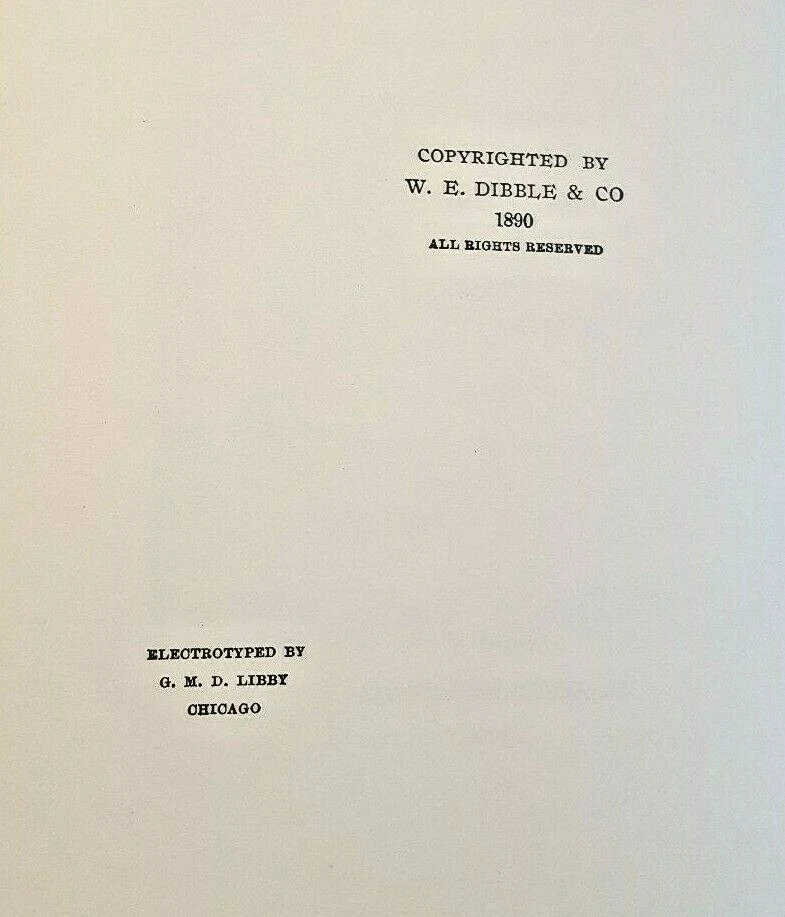 COPYRIGHTED BY
W. E. DIBBLE & CO
1890
ALL RIGHTS RESERVED
ELECTROTYPED BY
G. M. D. LIBBY
CHICAGO